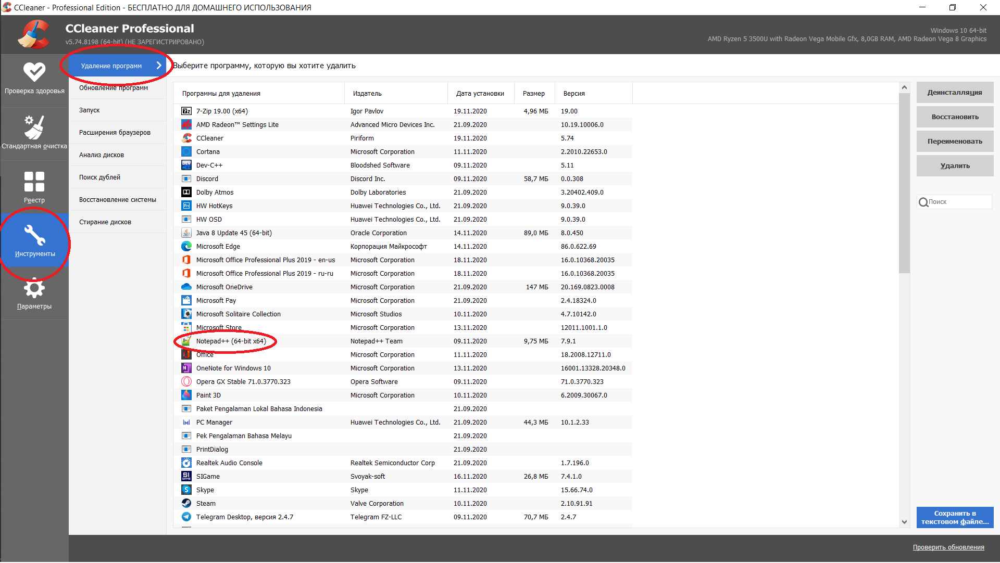 CCleaner - Professional Edition - БЕСПЛАТНО ДЛЯ ДОМАШНЕГО ИСПОЛЬЗОВАНИЯ
CCleaner Professional
v5.74.8198 (64-bit) (НЕ ЗАРЕГИСТРИРОВАНО)
Windows 10 64-bit
AMD Ryzen 5 3500U with Radeon Vega Mobile Gfx, 8,0GB RAM, AMD Radeon Vega 8 Graphics
Проверка здоровья
Стандартная очистка
Реестр
Инструменты
Параметры
Удаление программ
Обновление программ
Запуск
Расширения браузеров
Анализ дисков
Поиск дублей
Восстановление системы
Стирание дисков
Выберите программу, которую вы хотите удалить
Программы для удаления Издатель Дата установки Размер Версия
7-Zip 19.00 (x64) Igor Pavlov 19.11.2020 4,96 МБ 19.00
AMD Radeon™ Settings Lite Advanced Micro Devices Inc. 21.09.2020 10.19.10006.0
CCleaner Piriform 19.11.2020 5.74
Cortana Microsoft Corporation 11.11.2020 2.2010.22653.0
Dev-C++ Bloodshed Software 09.11.2020 5.11
Discord Discord Inc. 09.11.2020 58,7 МБ 0.0.308
Dolby Atmos Dolby Laboratories 21.09.2020 3.20402.409.0
HW HotKeys Huawei Technologies Co., Ltd. 21.09.2020 9.0.39.0
HW OSD Huawei Technologies Co., Ltd. 21.09.2020 9.0.39.0
Java 8 Update 45 (64-bit) Oracle Corporation 14.11.2020 89,0 МБ 8.0.450
Microsoft Edge Корпорация Майкрософт 14.11.2020 86.0.622.69
Microsoft Office Professional Plus 2019 - en-us Microsoft Corporation 18.11.2020 16.0.10368.20035
Microsoft Office Professional Plus 2019 - ru-ru Microsoft Corporation 18.11.2020 16.0.10368.20035
Microsoft OneDrive Microsoft Corporation 21.09.2020 147 МБ 20.169.0823.0008
Microsoft Pay Microsoft Corporation 21.09.2020 2.4.18324.0
Microsoft Solitaire Collection Microsoft Studios 10.11.2020 4.7.10142.0
Microsoft Store Microsoft Corporation 13.11.2020 12011.1001.1.0
Notepad++ (64-bit x64) Notepad++ Team 09.11.2020 9,75 МБ 7.9.1
Office Microsoft Corporation 11.11.2020 18.2008.12711.0
OneNote for Windows 10 Microsoft Corporation 13.11.2020 16001.13328.20348.0
Opera GX Stable 71.0.3770.323 Opera Software 09.11.2020 71.0.3770.323
Paint 3D Microsoft Corporation 10.11.2020 6.2009.30067.0
Paket Pengalaman Lokal Bahasa Indonesia 21.09.2020
PC Manager Huawei Technologies Co., Ltd. 21.09.2020 44,3 МБ 10.1.2.33
Pek Pengalaman Bahasa Melayu 21.09.2020
PrintDialog 21.09.2020
Realtek Audio Console Realtek Semiconductor Corp 21.09.2020 1.7.196.0
SIGame Svoyak-soft 16.11.2020 26,8 МБ 7.4.1.0
Skype Skype 11.11.2020 15.66.74.0
Steam Valve Corporation 10.11.2020 2.10.91.91
Telegram Desktop, версия 2.4.7 Telegram FZ-LLC 09.11.2020 70,7 МБ 2.4.7
Деинсталляция
Восстановить
Переименовать
Удалить
Поиск
Сохранить в
текстовом файле...
Проверить обновления